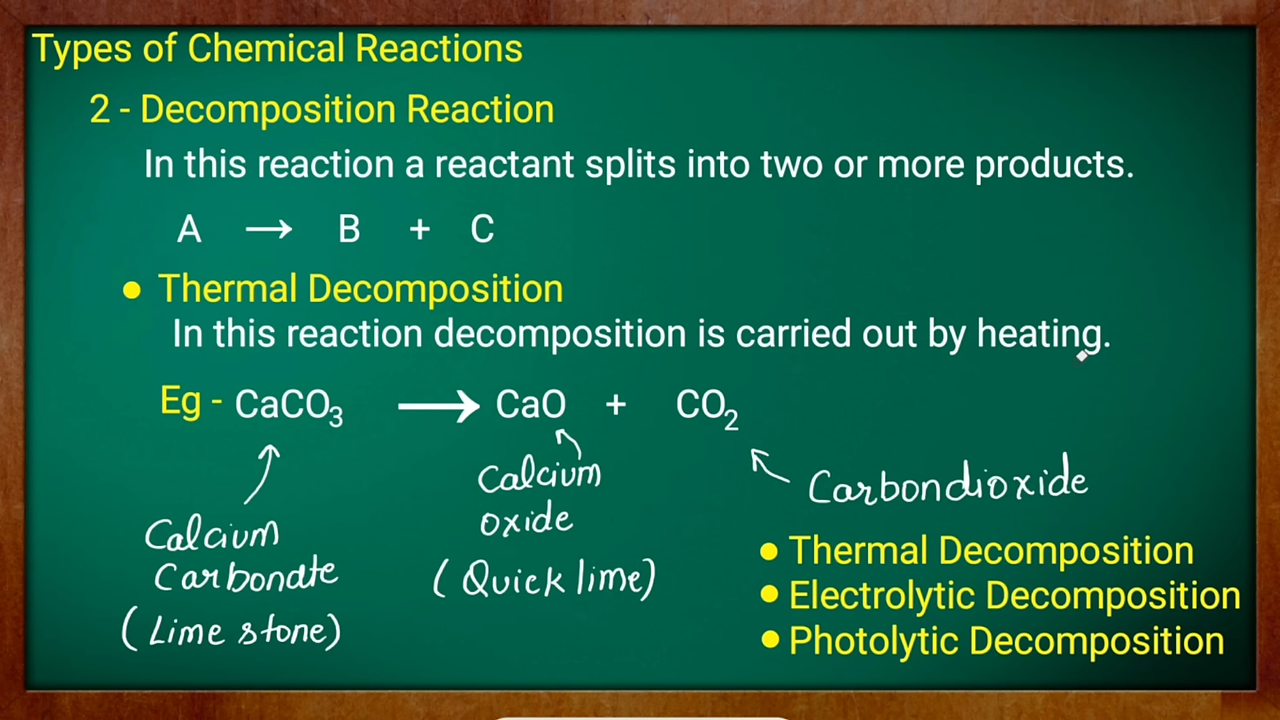 Types of Chemical Reactions
2 - Decomposition Reaction
In this reaction a reactant splits into two or more products.
A → B + C
● Thermal Decomposition
In this reaction decomposition is carried out by heating.
Eg - CaCO₃ ⟶ CaO + CO₂
Calcium
Carbonate
(Lime stone)
Calcium
oxide
(Quick lime)
Carbondioxide
● Thermal Decomposition
● Electrolytic Decomposition
● Photolytic Decomposition